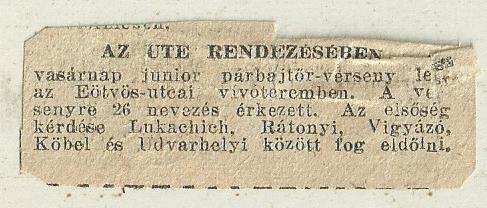 AZ UTE RENDEZÉSÉBEN
vasárnap junior párbajtőr-verseny
az Eötvös-utcai vívóteremben. A
senyre 26 nevezés érkezett. Az elsőség
kérdése Lukachich, Rátonyi, Vigyázó,
Köbel és Udvarhelyi között fog eldőlni.